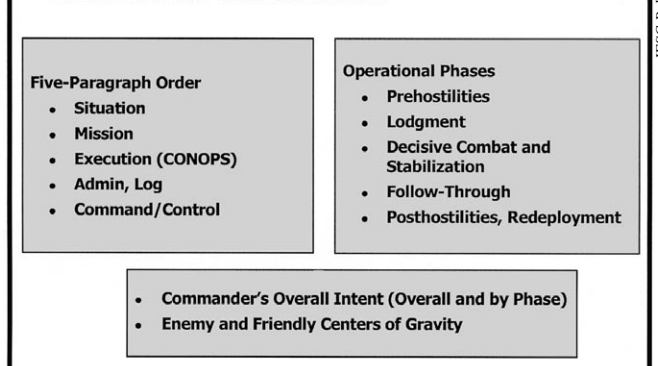 Five-Paragraph Order
• Situation
• Mission
• Execution (CONOPS)
• Admin, Log
• Command/Control
Operational Phases
• Prehostilities
• Lodgment
• Decisive Combat and
Stabilization
• Follow-Through
• Posthostilities, Redeployment
• Commander's Overall Intent (Overall and by Phase)
• Enemy and Friendly Centers of Gravity